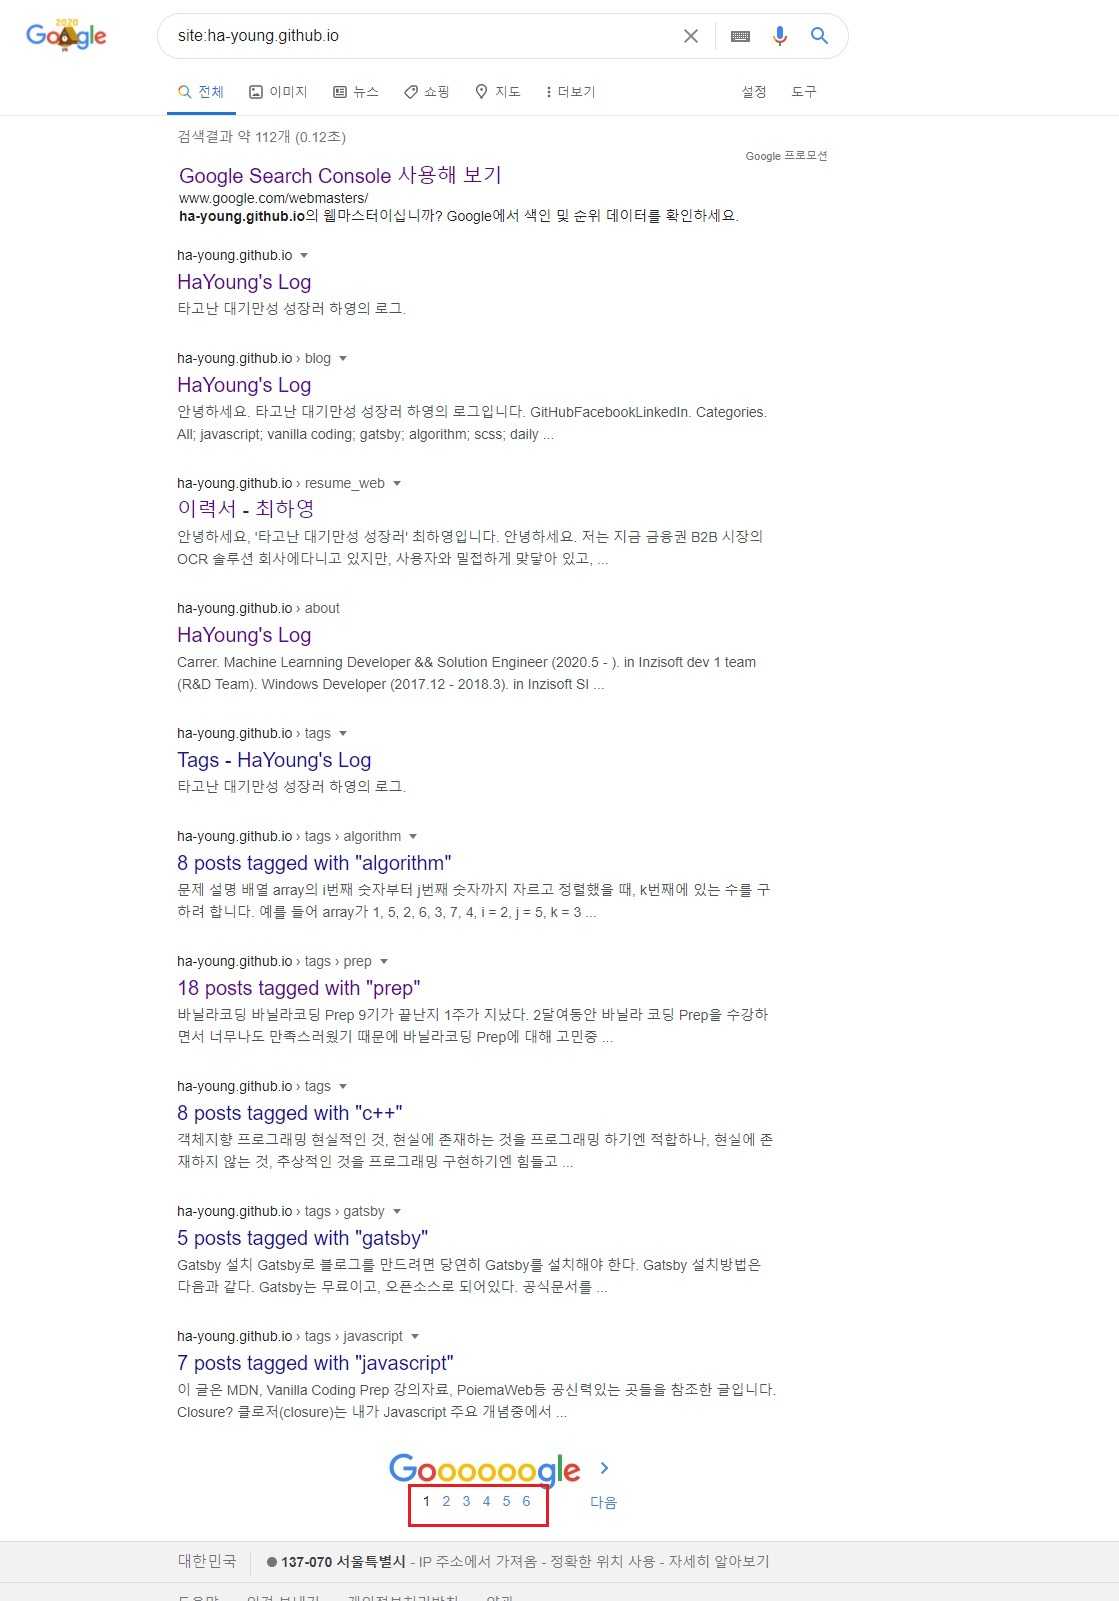 2020
Google
site:ha-young.github.io
전체 이미지 뉴스 쇼핑 지도 더보기 설정 도구
검색결과 약 112개 (0.12초)
Google 프로모션
Google Search Console 사용해 보기
www.google.com/webmasters/
ha-young.github.io의 웹마스터이십니까? Google에서 색인 및 순위 데이터를 확인하세요.
ha-young.github.io
HaYoung's Log
타고난 대기만성 성장러 하영의 로그.
ha-young.github.io › blog
HaYoung's Log
안녕하세요. 타고난 대기만성 성장러 하영의 로그입니다. GitHubFacebookLinkedIn. Categories.
All; javascript; vanilla coding; gatsby; algorithm; scss; daily ...
ha-young.github.io › resume_web
이력서 - 최하영
안녕하세요, '타고난 대기만성 성장러' 최하영입니다. 안녕하세요. 저는 지금 금융권 B2B 시장의
OCR 솔루션 회사에다니고 있지만, 사용자와 밀접하게 맞닿아 있고, ...
ha-young.github.io › about
HaYoung's Log
Carrer. Machine Learnning Developer && Solution Engineer (2020.5 - ). in Inzisoft dev 1 team
(R&D Team). Windows Developer (2017.12 - 2018.3). in Inzisoft SI ...
ha-young.github.io › tags
Tags - HaYoung's Log
타고난 대기만성 성장러 하영의 로그.
ha-young.github.io › tags › algorithm
8 posts tagged with "algorithm"
문제 설명 배열 array의 i번째 숫자부터 j번째 숫자까지 자르고 정렬했을 때, k번째에 있는 수를 구
하려 합니다. 예를 들어 array가 1, 5, 2, 6, 3, 7, 4, i = 2, j = 5, k = 3 ...
ha-young.github.io › tags › prep
18 posts tagged with "prep"
바닐라코딩 바닐라코딩 Prep 9기가 끝난지 1주가 지났다. 2달여동안 바닐라 코딩 Prep을 수강하
면서 너무나도 만족스러웠기 때문에 바닐라코딩 Prep에 대해 고민중 ...
ha-young.github.io › tags
8 posts tagged with "c++"
객체지향 프로그래밍 현실적인 것, 현실에 존재하는 것을 프로그래밍 하기엔 적합하나, 현실에 존
재하지 않는 것, 추상적인 것을 프로그래밍 구현하기엔 힘들고 ...
ha-young.github.io › tags › gatsby
5 posts tagged with "gatsby"
Gatsby 설치 Gatsby로 블로그를 만드려면 당연히 Gatsby를 설치해야 한다. Gatsby 설치방법은
다음과 같다. Gatsby는 무료이고, 오픈소스로 되어있다. 공식문서를 ...
ha-young.github.io › tags › javascript
7 posts tagged with "javascript"
이 글은 MDN, Vanilla Coding Prep 강의자료, PoiemaWeb등 공신력있는 곳들을 참조한 글입니다.
Closure? 클로저(closure)는 내가 Javascript 주요 개념중에서 ...
Goooooogle
1 2 3 4 5 6 다음
대한민국 137-070 서울특별시 - IP 주소에서 가져옴 - 정확한 위치 사용 - 자세히 알아보기